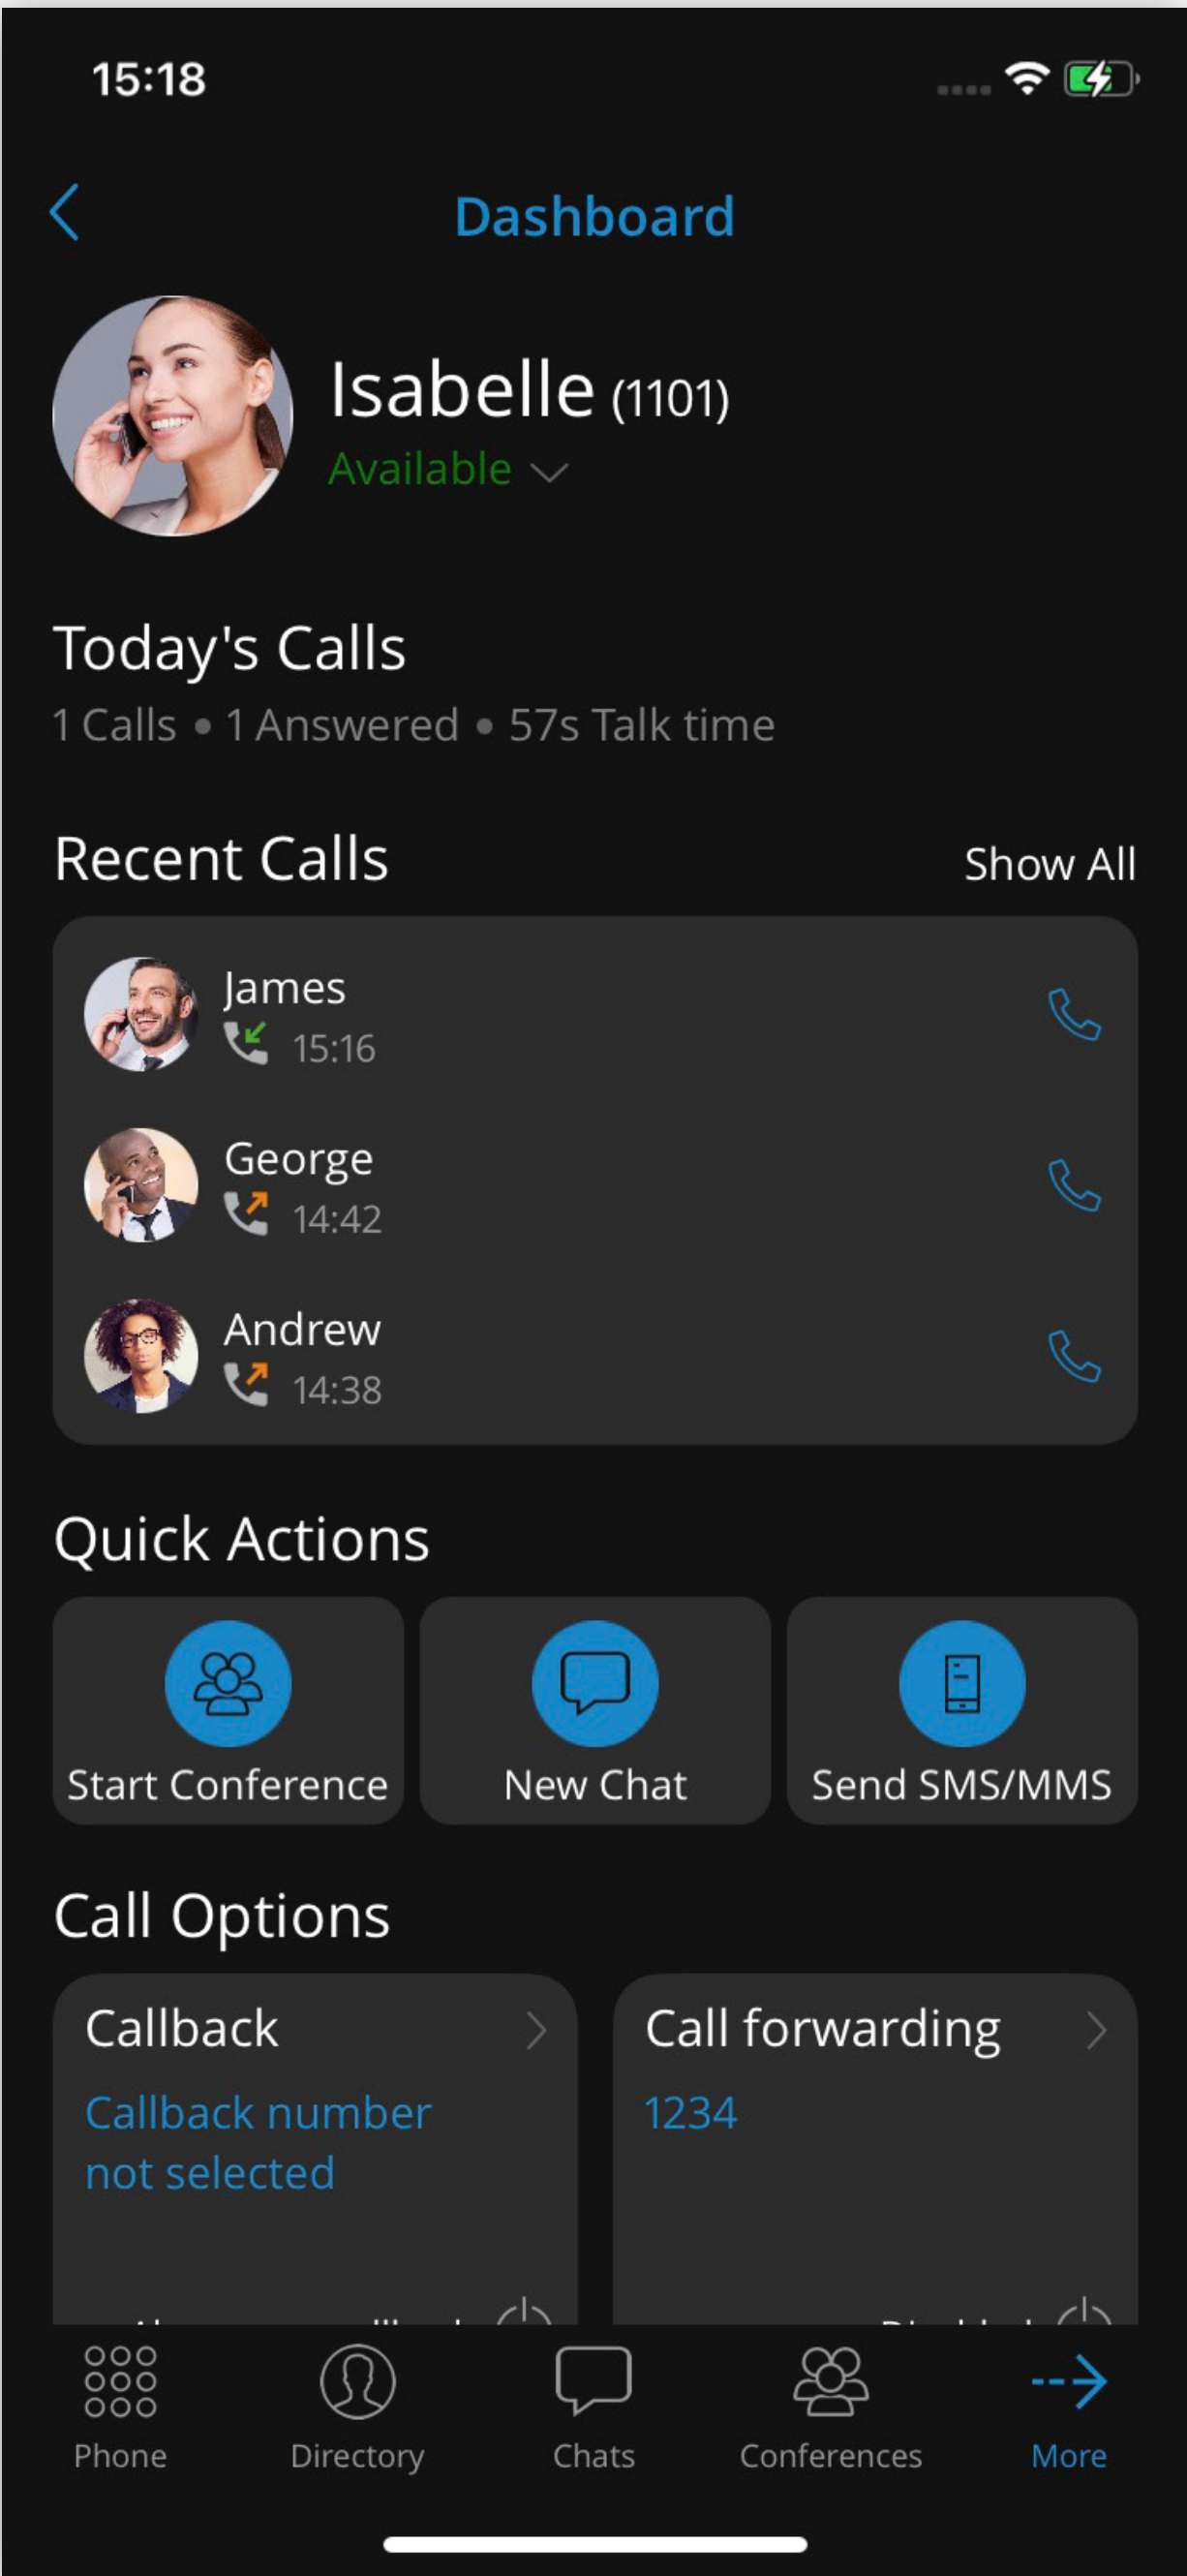 15:18
Dashboard
Isabelle (1101)
Available
Today's Calls
1 Calls • 1 Answered • 57s Talk time
Recent Calls
Show All
James
15:16
George
14:42
Andrew
14:38
Quick Actions
Start Conference
New Chat
Send SMS/MMS
Call Options
Callback
Callback number
not selected
Call forwarding
1234
Phone
Directory
Chats
Conferences
More